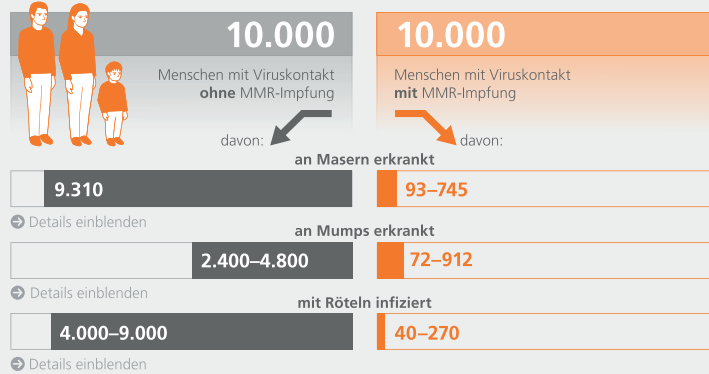 10.000
10.000
Menschen mit Viruskontakt
ohne MMR-Impfung
Menschen mit Viruskontakt
mit MMR-Impfung
davon:
davon:
an Masern erkrankt
9.310
93–745
Details einblenden
an Mumps erkrankt
2.400–4.800
72–912
Details einblenden
mit Röteln infiziert
4.000–9.000
40–270
Details einblenden